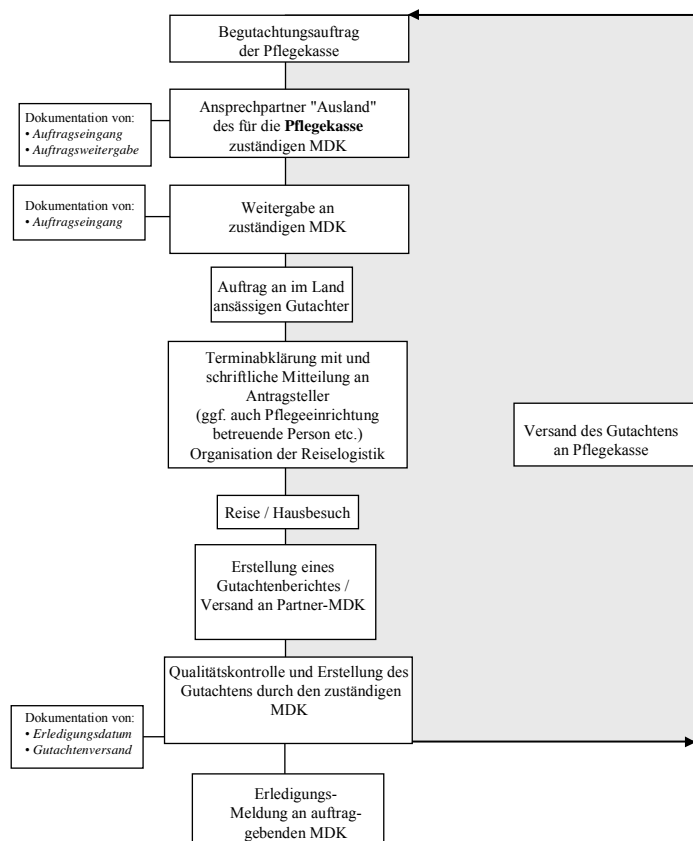 Begutachtungsauftrag
der Pflegekasse
Dokumentation von:
• Auftragseingang
• Auftragsweitergabe
Ansprechpartner "Ausland"
des für die Pflegekasse
zuständigen MDK
Dokumentation von:
• Auftragseingang
Weitergabe an
zuständigen MDK
Auftrag an im Land
ansässigen Gutachter
Terminabklärung mit und
schriftliche Mitteilung an
Antragsteller
(ggf. auch Pflegeeinrichtung
betreuende Person etc.)
Organisation der Reiselogistik
Versand des Gutachtens
an Pflegekasse
Reise / Hausbesuch
Erstellung eines
Gutachtenberichtes /
Versand an Partner-MDK
Qualitätskontrolle und Erstellung des
Gutachtens durch den zuständigen
MDK
Dokumentation von:
• Erledigungsdatum
• Gutachtenversand
Erledigungs-
Meldung an auftrag-
gebenden MDK